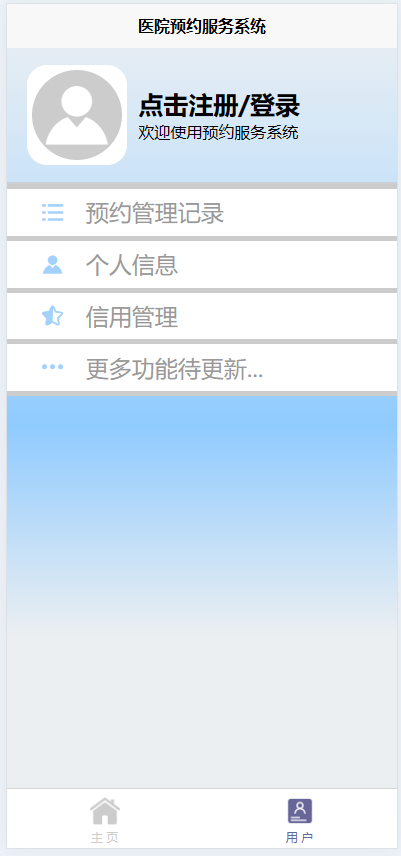 医院预约服务系统
点击注册/登录
欢迎使用预约服务系统
预约管理记录
个人信息
信用管理
更多功能待更新...
主页
用户